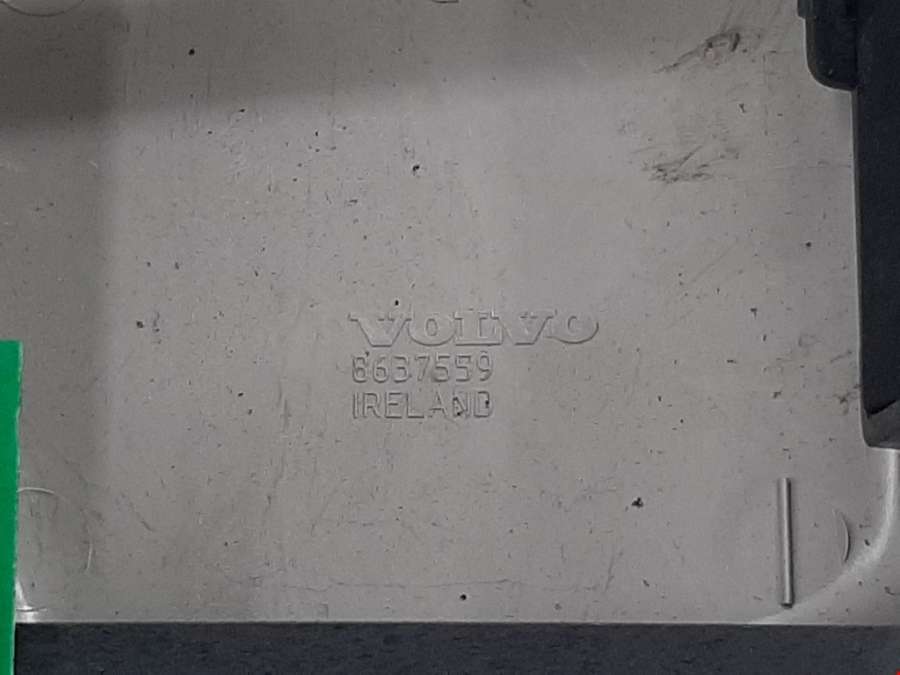 VOLVO
8637559
IRELAND